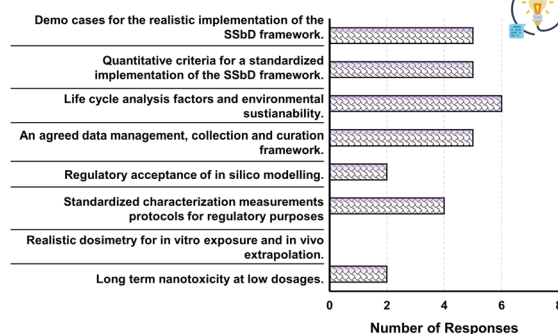 Demo cases for the realistic implementation of the
SSbD framework.
Quantitative criteria for a standardized
implementation of the SSbD framework.
Life cycle analysis factors and environmental
sustianability.
An agreed data management, collection and curation
framework.
Regulatory acceptance of in silico modelling.
Standardized characterization measurements
protocols for regulatory purposes
Realistic dosimetry for in vitro exposure and in vivo
extrapolation.
Long term nanotoxicity at low dosages.
0 2 4 6 8
Number of Responses